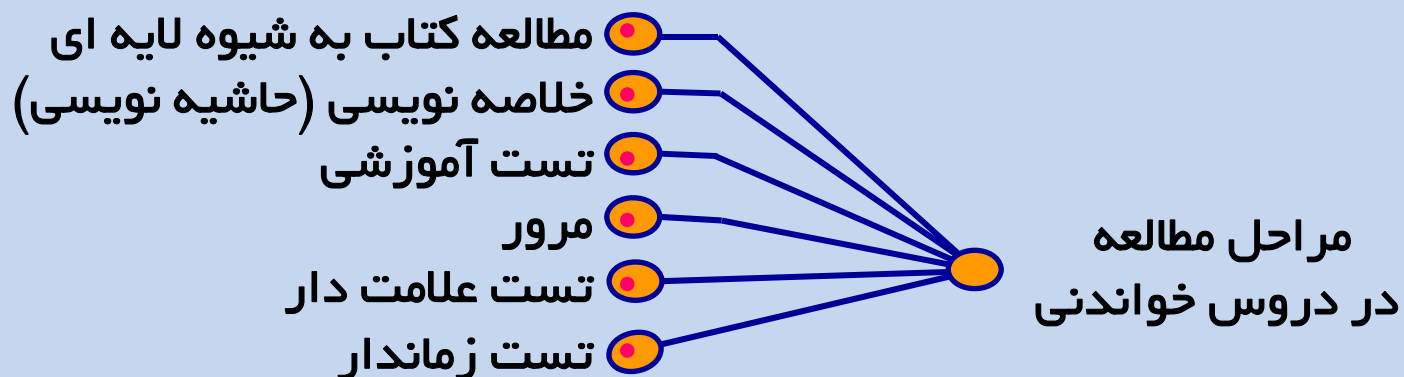 مراحل مطالعه
در دروس خواندنی
مطالعه کتاب به شیوه لایه ای
خلاصه نویسی (حاشیه نویسی)
تست آموزشی
مرور
تست علامت دار
تست زماندار